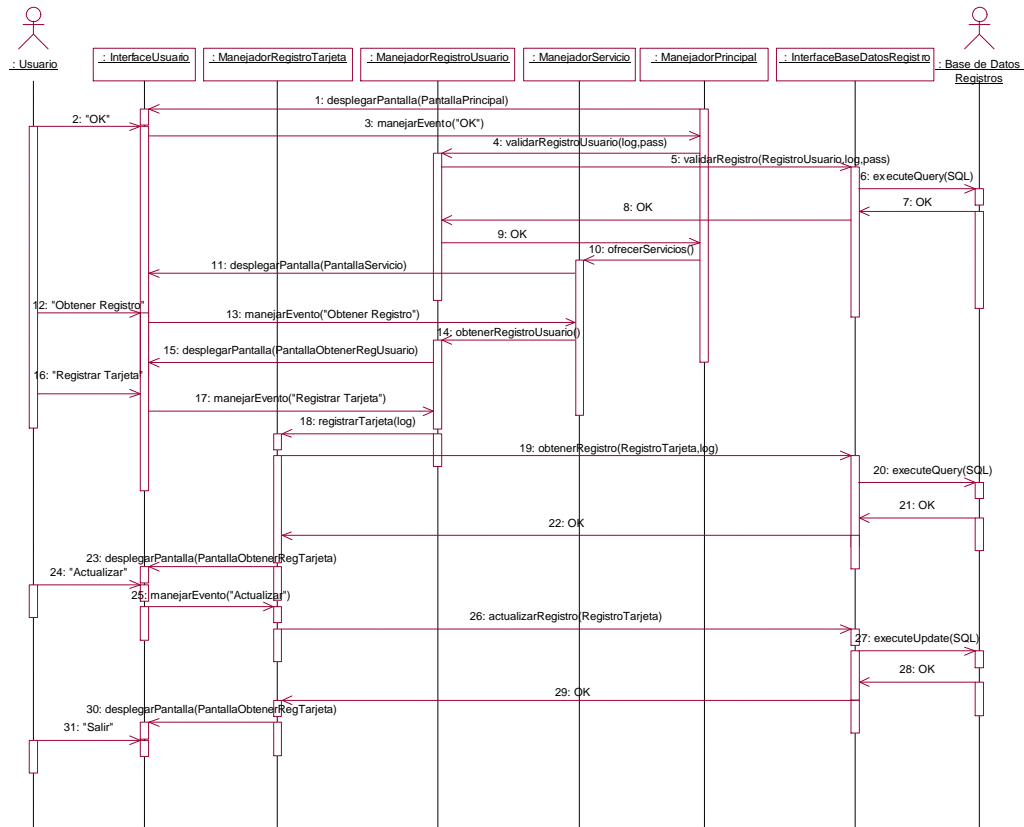 : Usuario
: InterfaceUsuario
: ManejadorRegistroTarjeta
: ManejadorRegistroUsuario
: ManejadorServicio
: ManejadorPrincipal
: InterfaceBaseDatosRegistro
: Base de Datos
Registros
1: desplegarPantalla(PantallaPrincipal)
2: "OK"
3: manejarEvento("OK")
4: validarRegistroUsuario(log,pass)
5: validarRegistro(RegistroUsuario,log,pass)
6: executeQuery(SQL)
7: OK
8: OK
9: OK
10: ofrecerServicios()
11: desplegarPantalla(PantallaServicio)
12: "Obtener Registro"
13: manejarEvento("Obtener Registro")
14: obtenerRegistroUsuario()
15: desplegarPantalla(PantallaObtenerRegUsuario)
16: "Registrar Tarjeta"
17: manejarEvento("Registrar Tarjeta")
18: registrarTarjeta(log)
19: obtenerRegistro(RegistroTarjeta,log)
20: executeQuery(SQL)
21: OK
22: OK
23: desplegarPantalla(PantallaObtenerRegTarjeta)
24: "Actualizar"
25: manejarEvento("Actualizar")
26: actualizarRegistro(RegistroTarjeta)
27: executeUpdate(SQL)
28: OK
29: OK
30: desplegarPantalla(PantallaObtenerRegTarjeta)
31: "Salir"